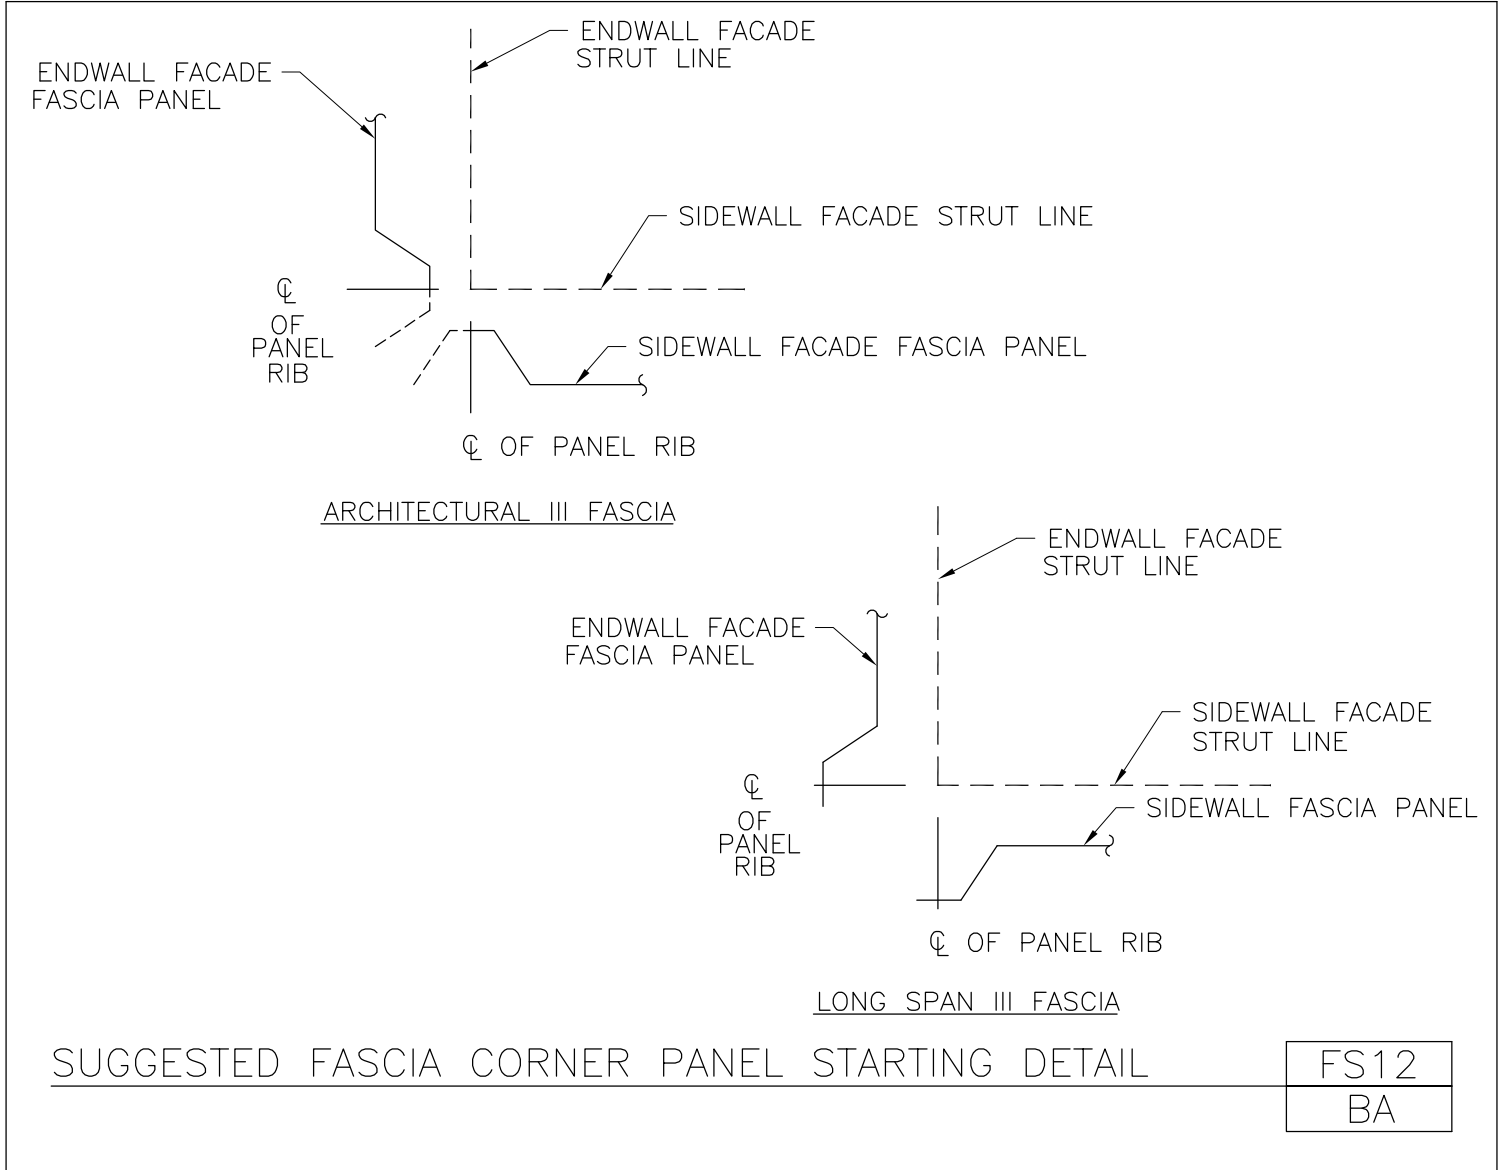 ENDWALL FACADE
STRUT LINE
ENDWALL FACADE
FASCIA PANEL
SIDEWALL FACADE STRUT LINE
℄
OF
PANEL
RIB
SIDEWALL FACADE FASCIA PANEL
℄ OF PANEL RIB
ARCHITECTURAL III FASCIA
ENDWALL FACADE
STRUT LINE
ENDWALL FACADE
FASCIA PANEL
SIDEWALL FACADE
STRUT LINE
℄
OF
PANEL
RIB
SIDEWALL FASCIA PANEL
℄ OF PANEL RIB
LONG SPAN III FASCIA
SUGGESTED FASCIA CORNER PANEL STARTING DETAIL
FS12
BA